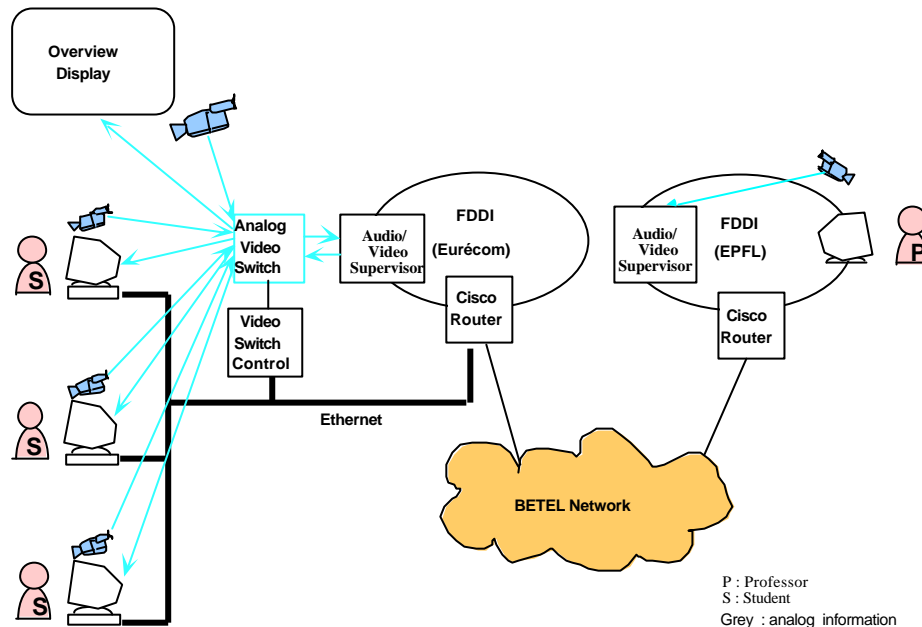 Overview
Display
Analog
Video
Switch
Audio/
Video
Supervisor
FDDI
(Eurécom)
Cisco
Router
Audio/
Video
Supervisor
FDDI
(EPFL)
Cisco
Router
P
S
Video
Switch
Control
Ethernet
S
BETEL Network
S
P : Professor
S : Student
Grey : analog information